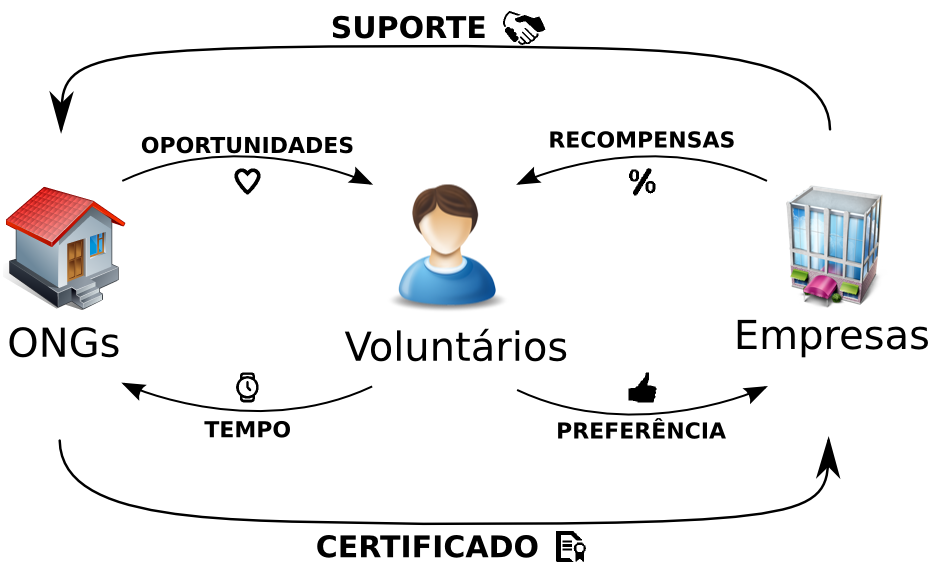 SUPORTE
OPORTUNIDADES
RECOMPENSAS
%
ONGs
Voluntários
Empresas
TEMPO
PREFERÊNCIA
CERTIFICADO